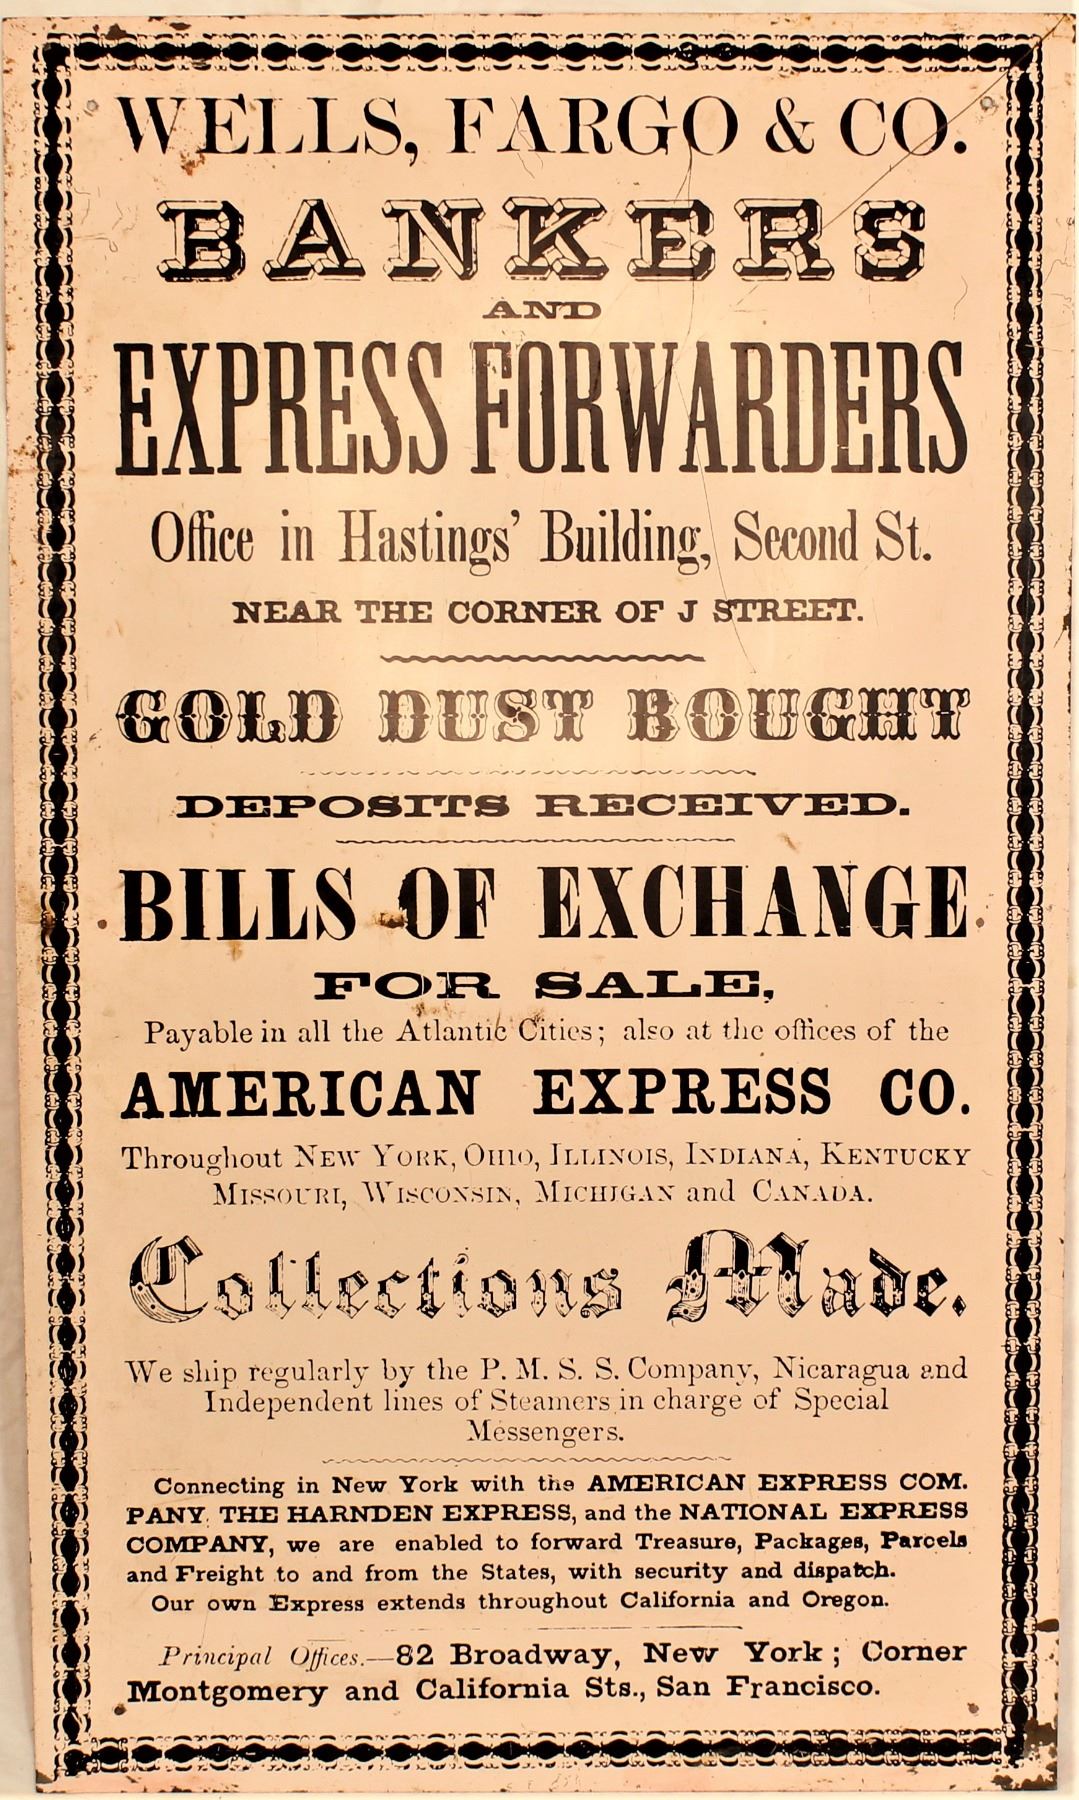 WELLS, FARGO & CO.
BANKERS
AND
EXPRESS FORWARDERS
Office in Hastings' Building, Second St.
NEAR THE CORNER OF J STREET.
GOLD DUST BOUGHT
DEPOSITS RECEIVED.
BILLS OF EXCHANGE
FOR SALE,
Payable in all the Atlantic Cities; also at the offices of the
AMERICAN EXPRESS CO.
Throughout NEW YORK, OHIO, ILLINOIS, INDIANA, KENTUCKY
MISSOURI, WISCONSIN, MICHIGAN and CANADA.
Collections Made.
We ship regularly by the P. M. S. S. Company, Nicaragua and
Independent lines of Steamers in charge of Special
Messengers.
Connecting in New York with the AMERICAN EXPRESS COM.
PANY THE HARNDEN EXPRESS, and the NATIONAL EXPRESS
COMPANY, we are enabled to forward Treasure, Packages, Parcels
and Freight to and from the States, with security and dispatch.
Our own Express extends throughout California and Oregon.
Principal Offices.—82 Broadway, New York; Corner
Montgomery and California Sts., San Francisco.